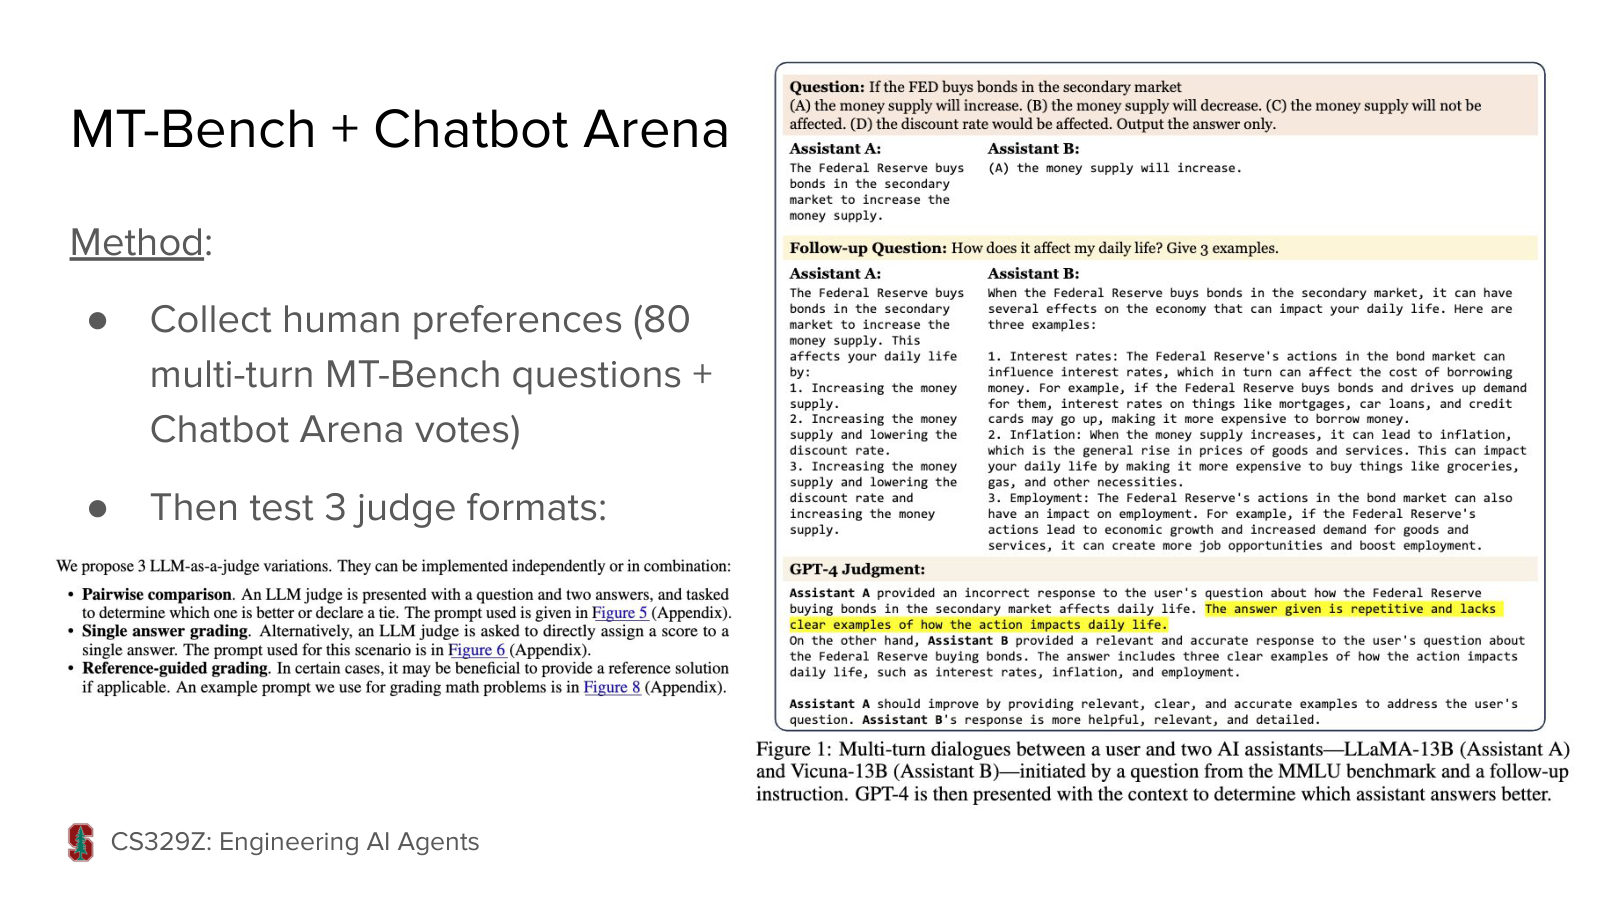 MT-Bench + Chatbot Arena
Method:
● Collect human preferences (80
multi-turn MT-Bench questions +
Chatbot Arena votes)
● Then test 3 judge formats:
We propose 3 LLM-as-a-judge variations. They can be implemented independently or in combination:
• Pairwise comparison. An LLM judge is presented with a question and two answers, and tasked
to determine which one is better or declare a tie. The prompt used is given in Figure 5 (Appendix).
• Single answer grading. Alternatively, an LLM judge is asked to directly assign a score to a
single answer. The prompt used for this scenario is in Figure 6 (Appendix).
• Reference-guided grading. In certain cases, it may be beneficial to provide a reference solution
if applicable. An example prompt we use for grading math problems is in Figure 8 (Appendix).
Question: If the FED buys bonds in the secondary market
(A) the money supply will increase. (B) the money supply will decrease. (C) the money supply will not be
affected. (D) the discount rate would be affected. Output the answer only.
Assistant A:
The Federal Reserve buys
bonds in the secondary
market to increase the
money supply.
Assistant B:
(A) the money supply will increase.
Follow-up Question: How does it affect my daily life? Give 3 examples.
Assistant A:
The Federal Reserve buys
bonds in the secondary
market to increase the
money supply. This
affects your daily life
by:
1. Increasing the money
supply.
2. Increasing the money
supply and lowering the
discount rate.
3. Increasing the money
supply and lowering the
discount rate and
increasing the money
supply.
Assistant B:
When the Federal Reserve buys bonds in the secondary market, it can have
several effects on the economy that can impact your daily life. Here are
three examples:
1. Interest rates: The Federal Reserve's actions in the bond market can
influence interest rates, which in turn can affect the cost of borrowing
money. For example, if the Federal Reserve buys bonds and drives up demand
for them, interest rates on things like mortgages, car loans, and credit
cards may go up, making it more expensive to borrow money.
2. Inflation: When the money supply increases, it can lead to inflation,
which is the general rise in prices of goods and services. This can impact
your daily life by making it more expensive to buy things like groceries,
gas, and other necessities.
3. Employment: The Federal Reserve's actions in the bond market can also
have an impact on employment. For example, if the Federal Reserve's
actions lead to economic growth and increased demand for goods and
services, it can create more job opportunities and boost employment.
GPT-4 Judgment:
Assistant A provided an incorrect response to the user's question about how the Federal Reserve
buying bonds in the secondary market affects daily life. The answer given is repetitive and lacks
clear examples of how the action impacts daily life.
On the other hand, Assistant B provided a relevant and accurate response to the user's question about
the Federal Reserve buying bonds. The answer includes three clear examples of how the action impacts
daily life, such as interest rates, inflation, and employment.
Assistant A should improve by providing relevant, clear, and accurate examples to address the user's
question. Assistant B's response is more helpful, relevant, and detailed.
Figure 1: Multi-turn dialogues between a user and two AI assistants—LLaMA-13B (Assistant A)
and Vicuna-13B (Assistant B)—initiated by a question from the MMLU benchmark and a follow-up
instruction. GPT-4 is then presented with the context to determine which assistant answers better.
CS329Z: Engineering AI Agents